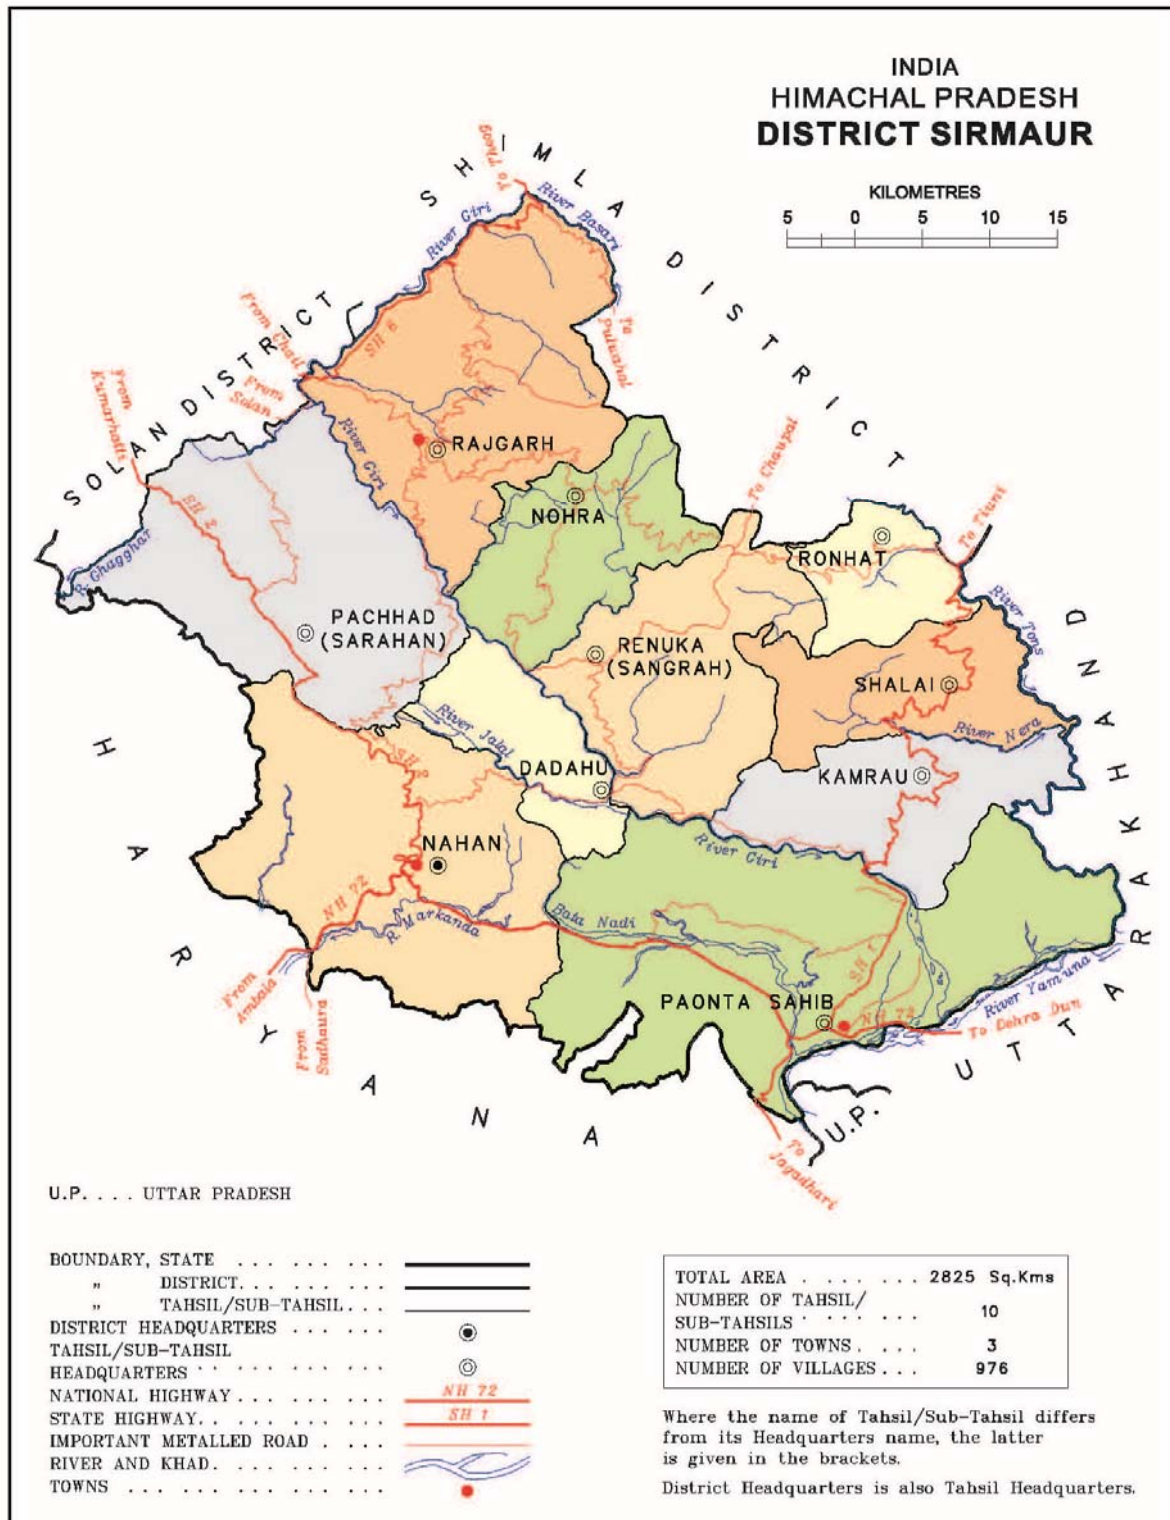 INDIA
HIMACHAL PRADESH
DISTRICT SIRMAUR
KILOMETRES
5 0 5 10 15
SHIMLA DISTRICT
SOLAN DISTRICT
HARYANA
UTTARAKHAND
U.P.
To Theog
River Giri
River Basari
To Pulwahal
SH 6
From Chail
From Solan
From Kumarhatti
River Giri
RAJGARH
SH 2
R. Ghagghar
NOHRA
To Chaupal
To Tiuni
RONHAT
River Tons
PACHHAD
(SARAHAN)
RENUKA
(SANGRAH)
SHALAI
River Nera
River Jalal
SH 2
DADAHU
KAMRAU
NAHAN
River Giri
NH 72
R. Markanda
Bata Nadi
SH 1
From Ambala
From Sadhaura
PAONTA SAHIB
NH 72
River Yamuna
To Dehra Dun
To Jagadhari
U.P. . . . UTTAR PRADESH
BOUNDARY, STATE . . . . . . . . .
„ DISTRICT. . . . . . . . .
„ TAHSIL/SUB-TAHSIL. . .
DISTRICT HEADQUARTERS . . . . . .
TAHSIL/SUB-TAHSIL
HEADQUARTERS . . . . . . . . . .
NATIONAL HIGHWAY. . . . . . . . . NH 72
STATE HIGHWAY. . . . . . . . . . SH 1
IMPORTANT METALLED ROAD . . . .
RIVER AND KHAD. . . . . . . . . .
TOWNS . . . . . . . . . . . . . .
TOTAL AREA . . . . . . . 2825 Sq.Kms
NUMBER OF TAHSIL/
SUB-TAHSILS . . . . . . . 10
NUMBER OF TOWNS . . . . 3
NUMBER OF VILLAGES . . . 976
Where the name of Tahsil/Sub-Tahsil differs
from its Headquarters name, the latter
is given in the brackets.
District Headquarters is also Tahsil Headquarters.